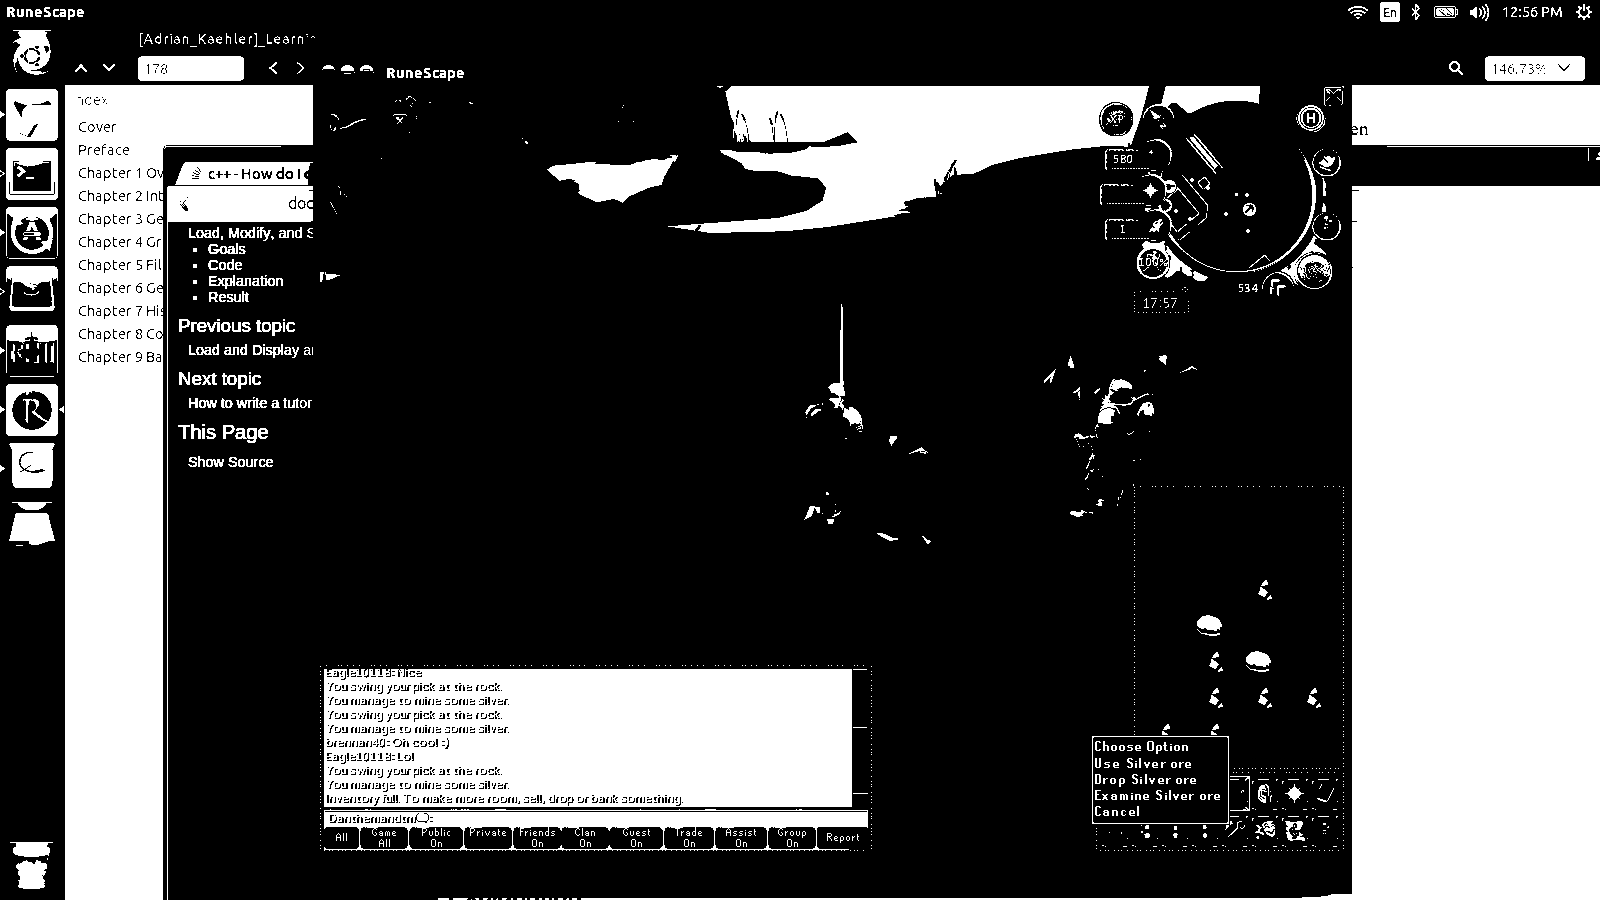 RuneScape
En
12:56 PM
[Adrian_Kaehler]_Learni
178
RuneScape
146.73%
Cover
Preface
Chapter 1 Ov
Chapter 2 Int
Chapter 3 Ge
Chapter 4 Gr
Chapter 5 Fil
Chapter 6 Ge
Chapter 7 His
Chapter 8 Co
Chapter 9 Ba
c++ - How do I
doc
Load, Modify, and S
Goals
Code
Explanation
Result
Previous topic
Load and Display a
Next topic
How to write a tutor
This Page
Show Source
en
XP
H
580
1
100%
534
17:57
Eagle10118: Nice
You swing your pick at the rock.
You manage to mine some silver.
You swing your pick at the rock.
You manage to mine some silver.
brennan40: Oh cool :)
Eagle10118: Lol
You swing your pick at the rock.
You manage to mine some silver.
Inventory full. To make more room, sell, drop or bank something.
All
Game All
Public On
Private
Friends On
Clan On
Guest On
Trade On
Assist On
Group On
Report
Choose Option
Use Silver ore
Drop Silver ore
Examine Silver ore
Cancel